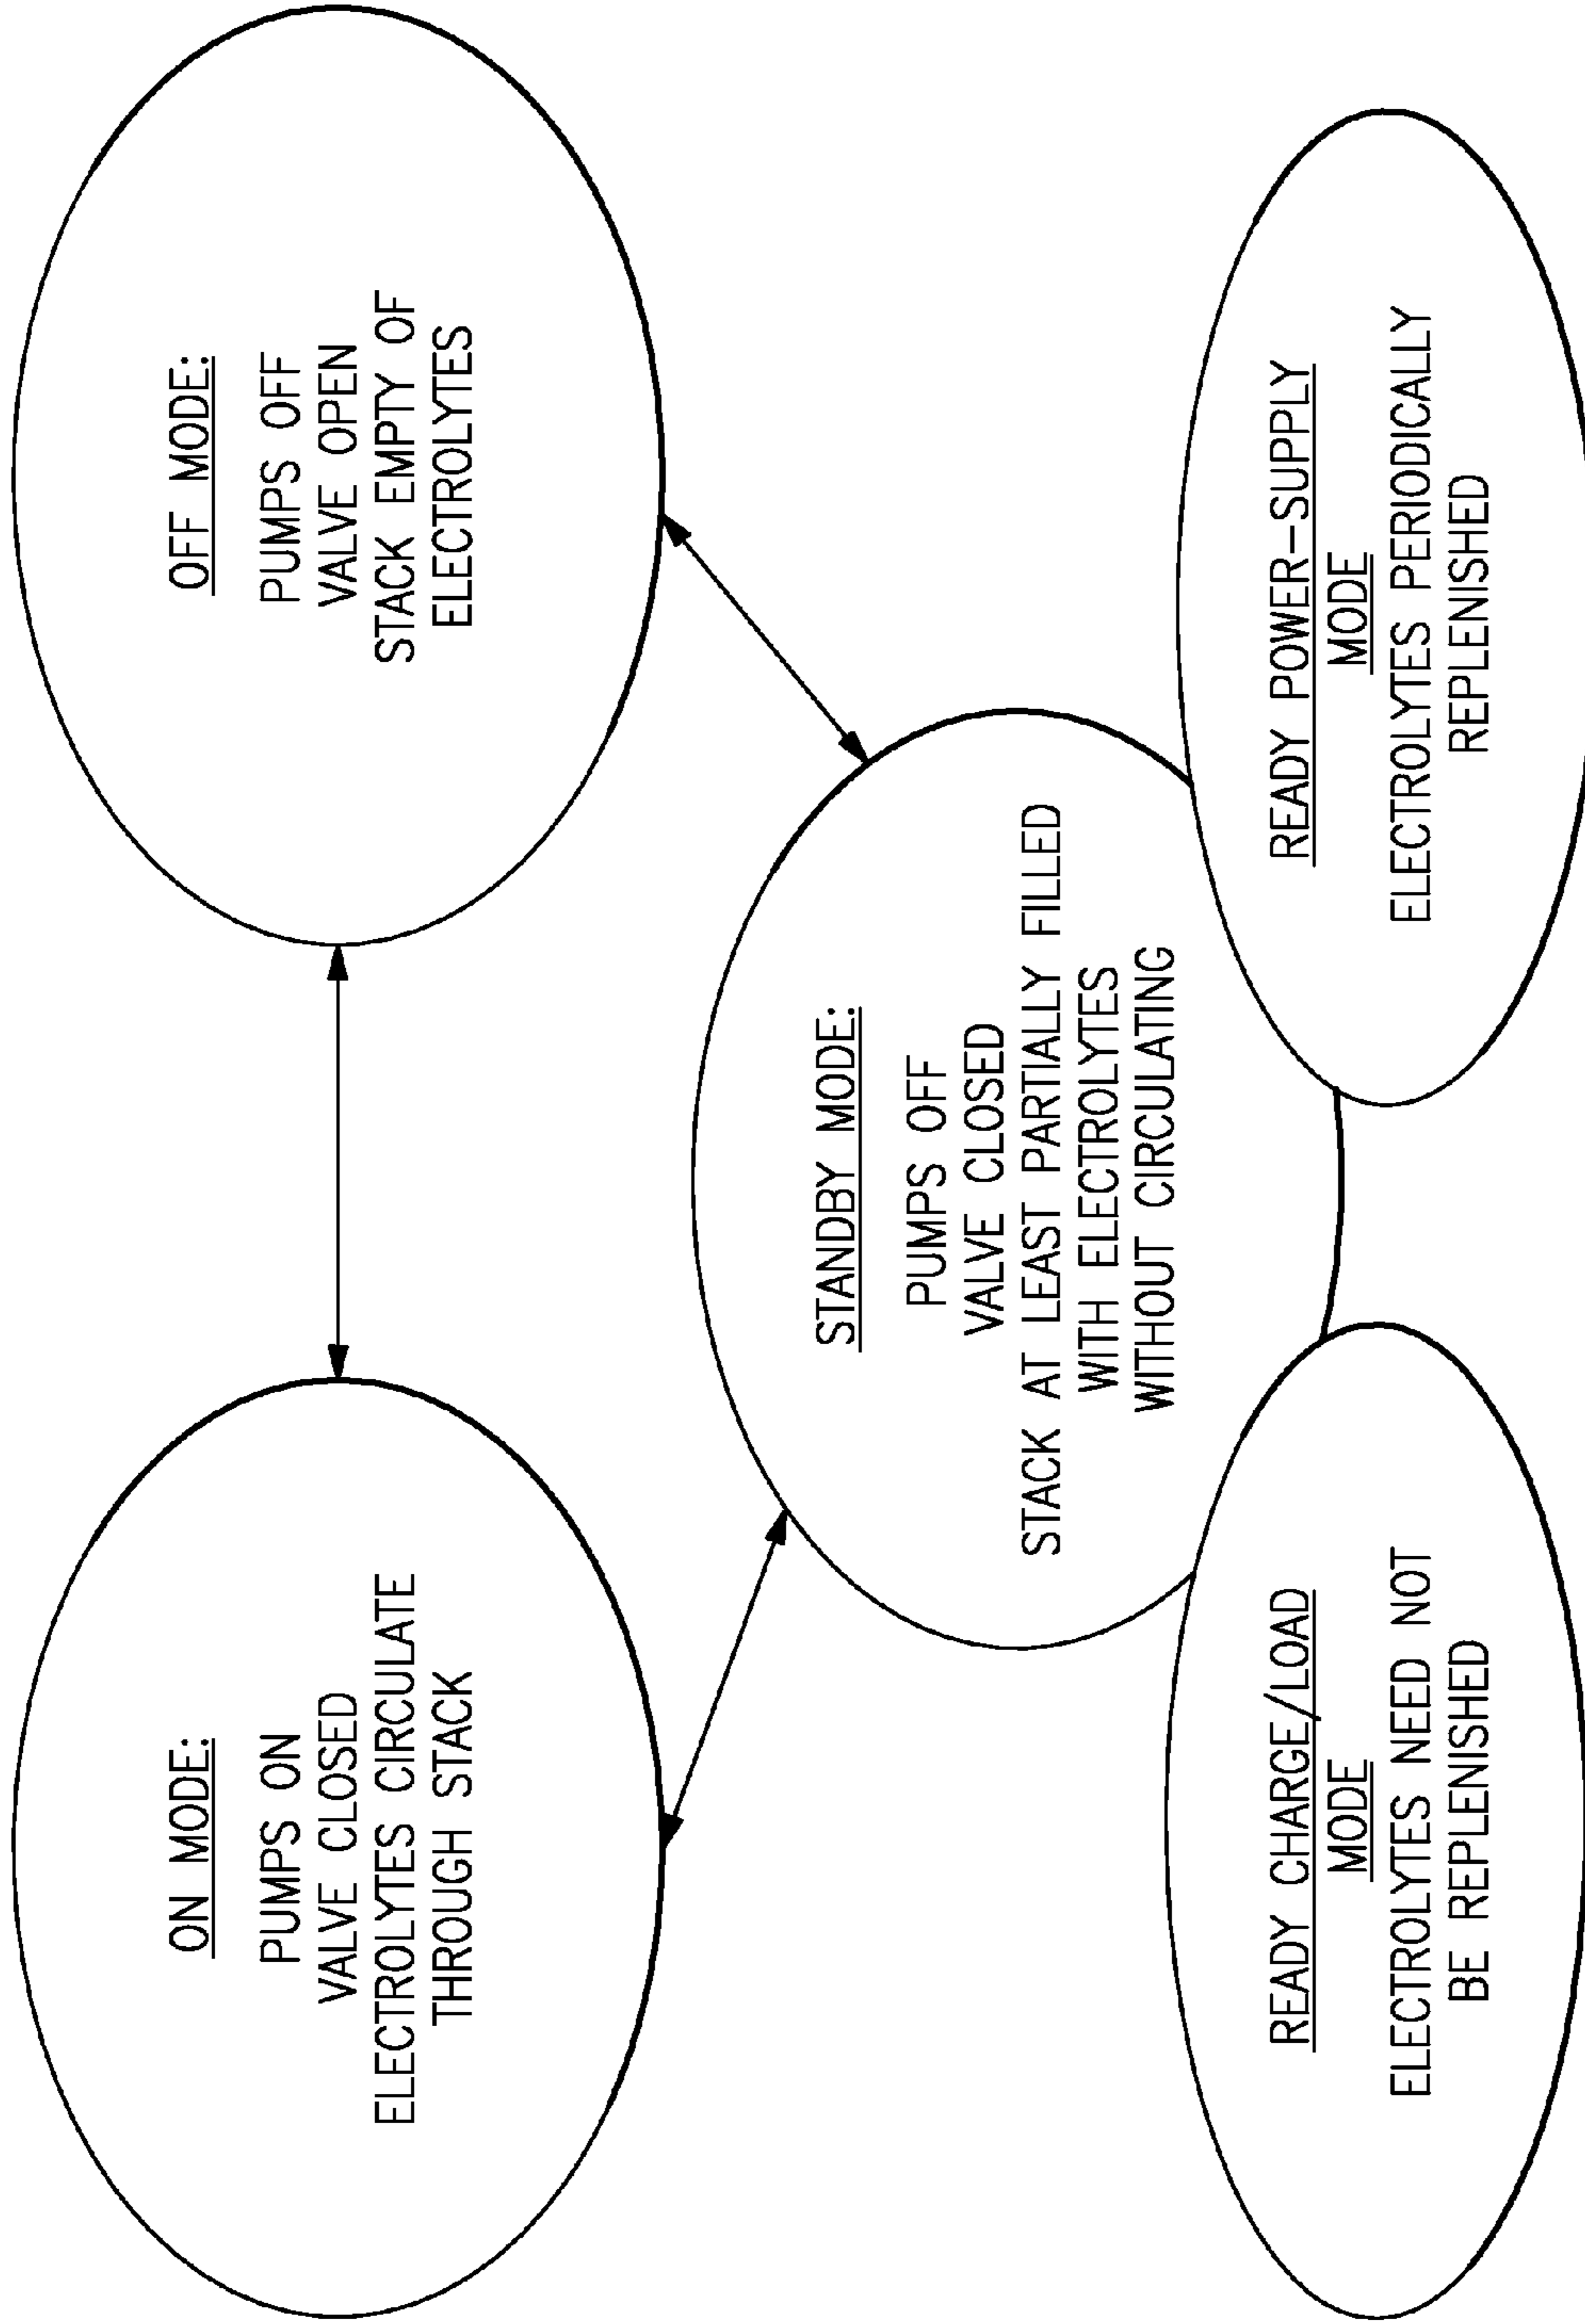 ON MODE:
PUMPS ON
VALVE CLOSED
ELECTROLYTES CIRCULATE
THROUGH STACK
OFF MODE:
PUMPS OFF
VALVE OPEN
STACK EMPTY OF
ELECTROLYTES
STANDBY MODE:
PUMPS OFF
VALVE CLOSED
STACK AT LEAST PARTIALLY FILLED
WITH ELECTROLYTES
WITHOUT CIRCULATING
READY CHARGE/LOAD
MODE
ELECTROLYTES NEED NOT
BE REPLENISHED
READY POWER-SUPPLY
MODE
ELECTROLYTES PERIODICALLY
REPLENISHED